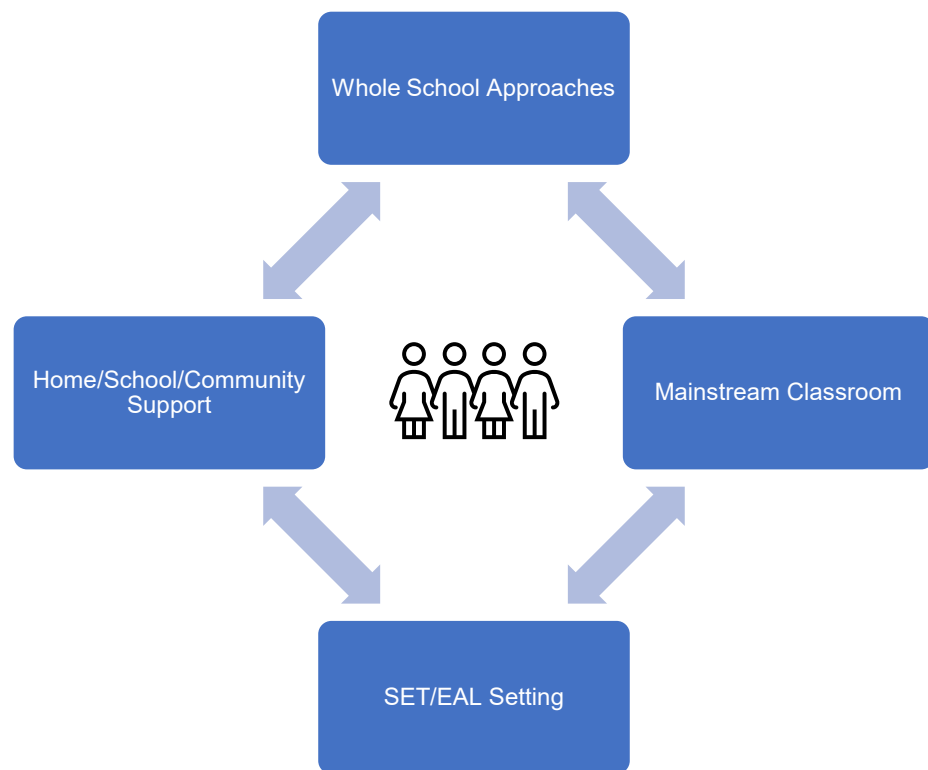 Whole School Approaches
Home/School/Community
Support
Mainstream Classroom
SET/EAL Setting